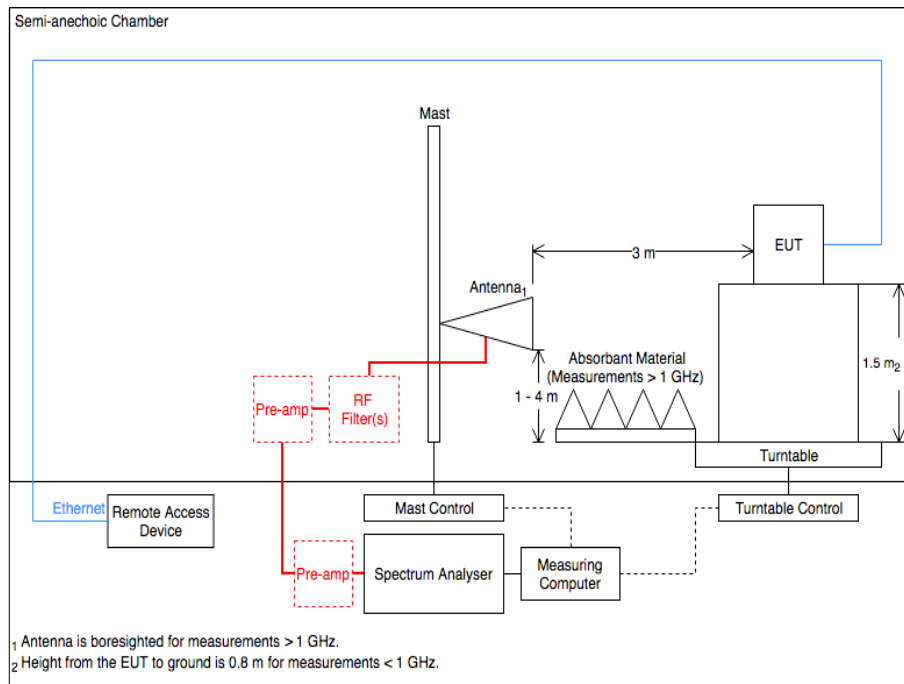 Semi-anechoic Chamber
Mast
EUT
3 m
Antenna1
Absorbant Material
(Measurements > 1 GHz)
1.5 m2
1 - 4 m
Pre-amp
RF
Filter(s)
Turntable
Ethernet
Remote Access
Device
Mast Control
Turntable Control
Pre-amp
Spectrum Analyser
Measuring
Computer
1 Antenna is boresighted for measurements > 1 GHz.
2 Height from the EUT to ground is 0.8 m for measurements < 1 GHz.